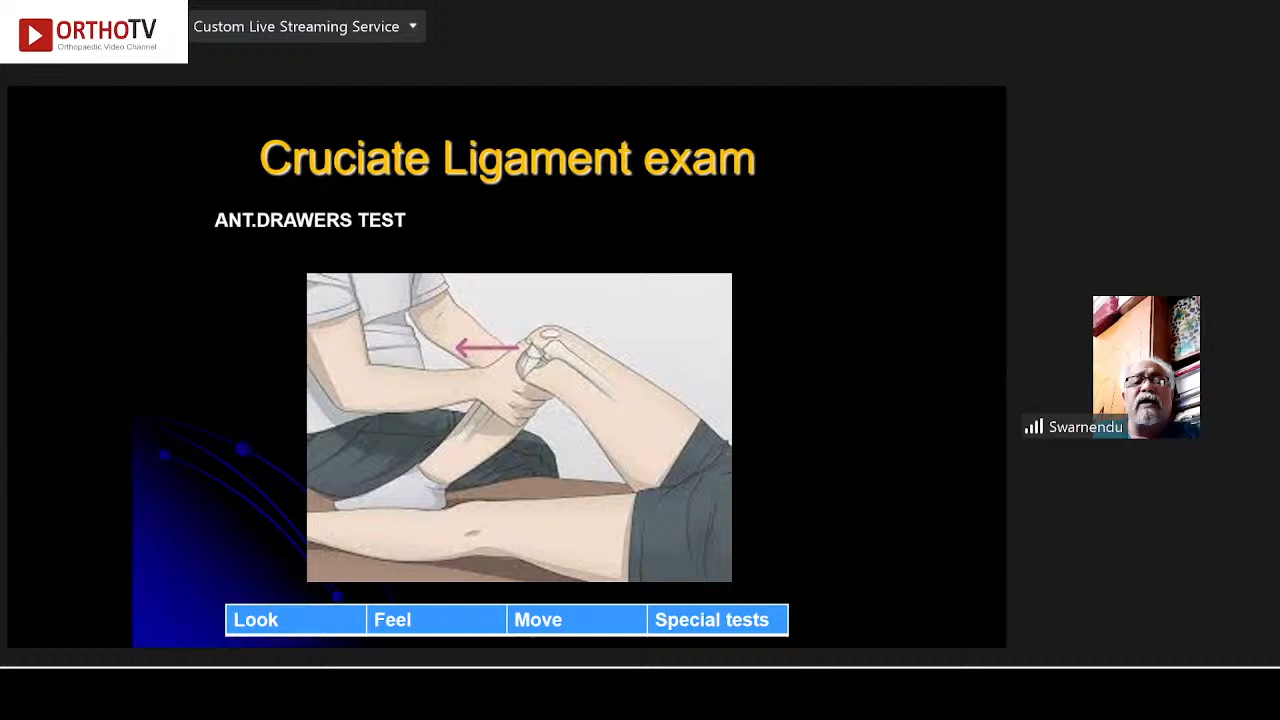 ORTHOTV
Orthopaedic Video Channel
Custom Live Streaming Service
Cruciate Ligament exam
ANT.DRAWERS TEST
Swarnendu
Look Feel Move Special tests